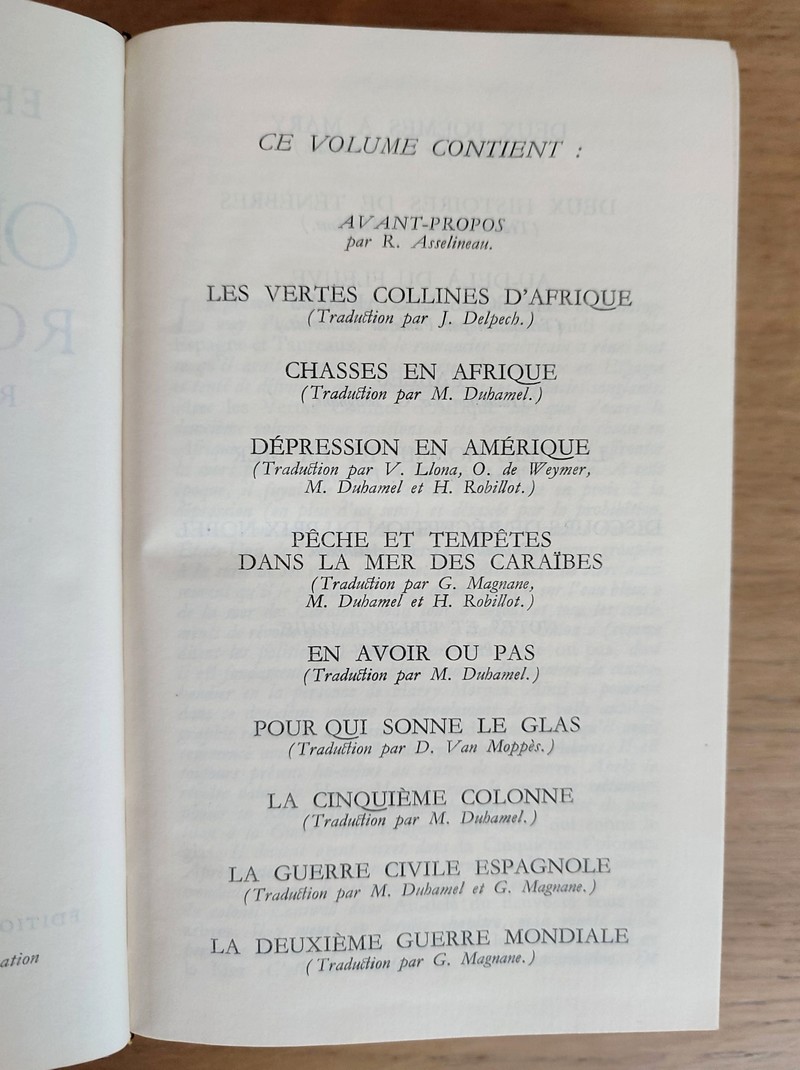 CE VOLUME CONTIENT :
AVANT-PROPOS
par R. Asselineau.
LES VERTES COLLINES D'AFRIQUE
(Traduction par J. Delpech.)
CHASSES EN AFRIQUE
(Traduction par M. Duhamel.)
DÉPRESSION EN AMÉRIQUE
(Traduction par V. Llona, O. de Weymer,
M. Duhamel et H. Robillot.)
PÊCHE ET TEMPÊTES
DANS LA MER DES CARAÏBES
(Traduction par G. Magnane,
M. Duhamel et H. Robillot.)
EN AVOIR OU PAS
(Traduction par M. Duhamel.)
POUR QUI SONNE LE GLAS
(Traduction par D. Van Moppès.)
LA CINQUIÈME COLONNE
(Traduction par M. Duhamel.)
LA GUERRE CIVILE ESPAGNOLE
(Traduction par M. Duhamel et G. Magnane.)
LA DEUXIÈME GUERRE MONDIALE
(Traduction par G. Magnane.)
ation